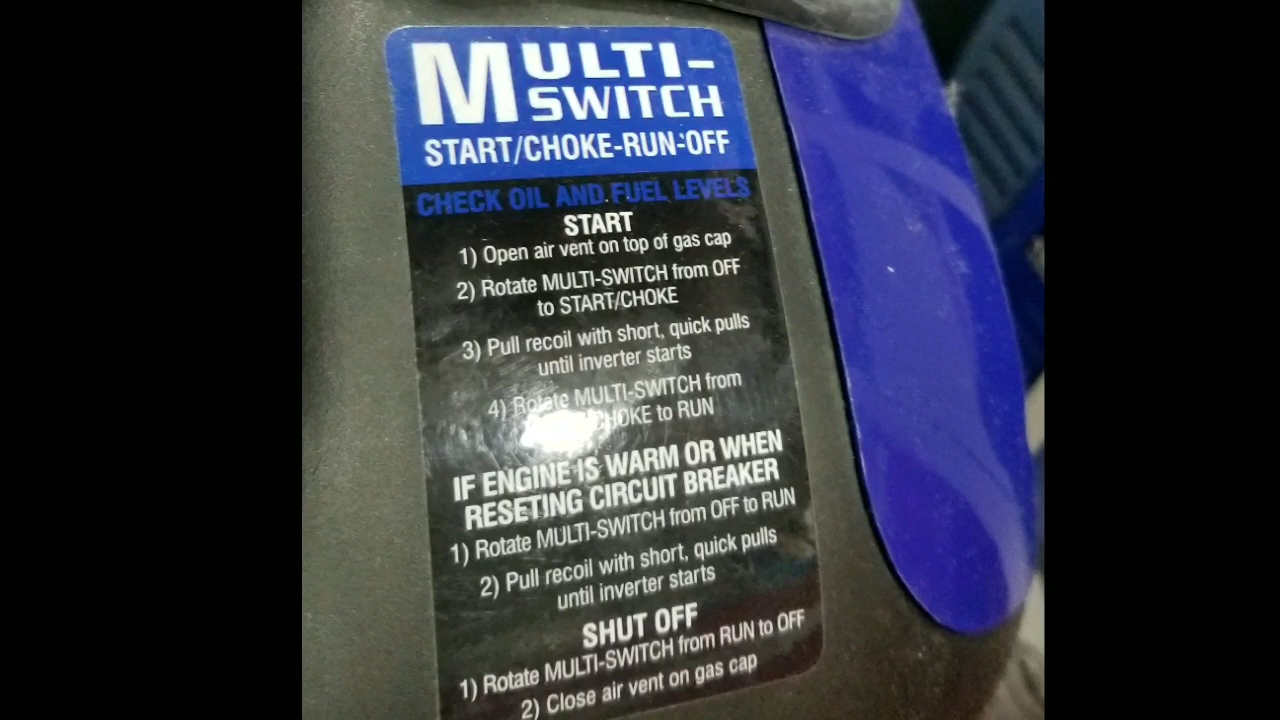 MULTI-
SWITCH
START/CHOKE-RUN-OFF
CHECK OIL AND FUEL LEVELS
START
1) Open air vent on top of gas cap
2) Rotate MULTI-SWITCH from OFF
to START/CHOKE
3) Pull recoil with short, quick pulls
until inverter starts
4) Rotate MULTI-SWITCH from
CHOKE to RUN
IF ENGINE IS WARM OR WHEN
RESETING CIRCUIT BREAKER
1) Rotate MULTI-SWITCH from OFF to RUN
2) Pull recoil with short, quick pulls
until inverter starts
SHUT OFF
1) Rotate MULTI-SWITCH from RUN to OFF
2) Close air vent on gas cap